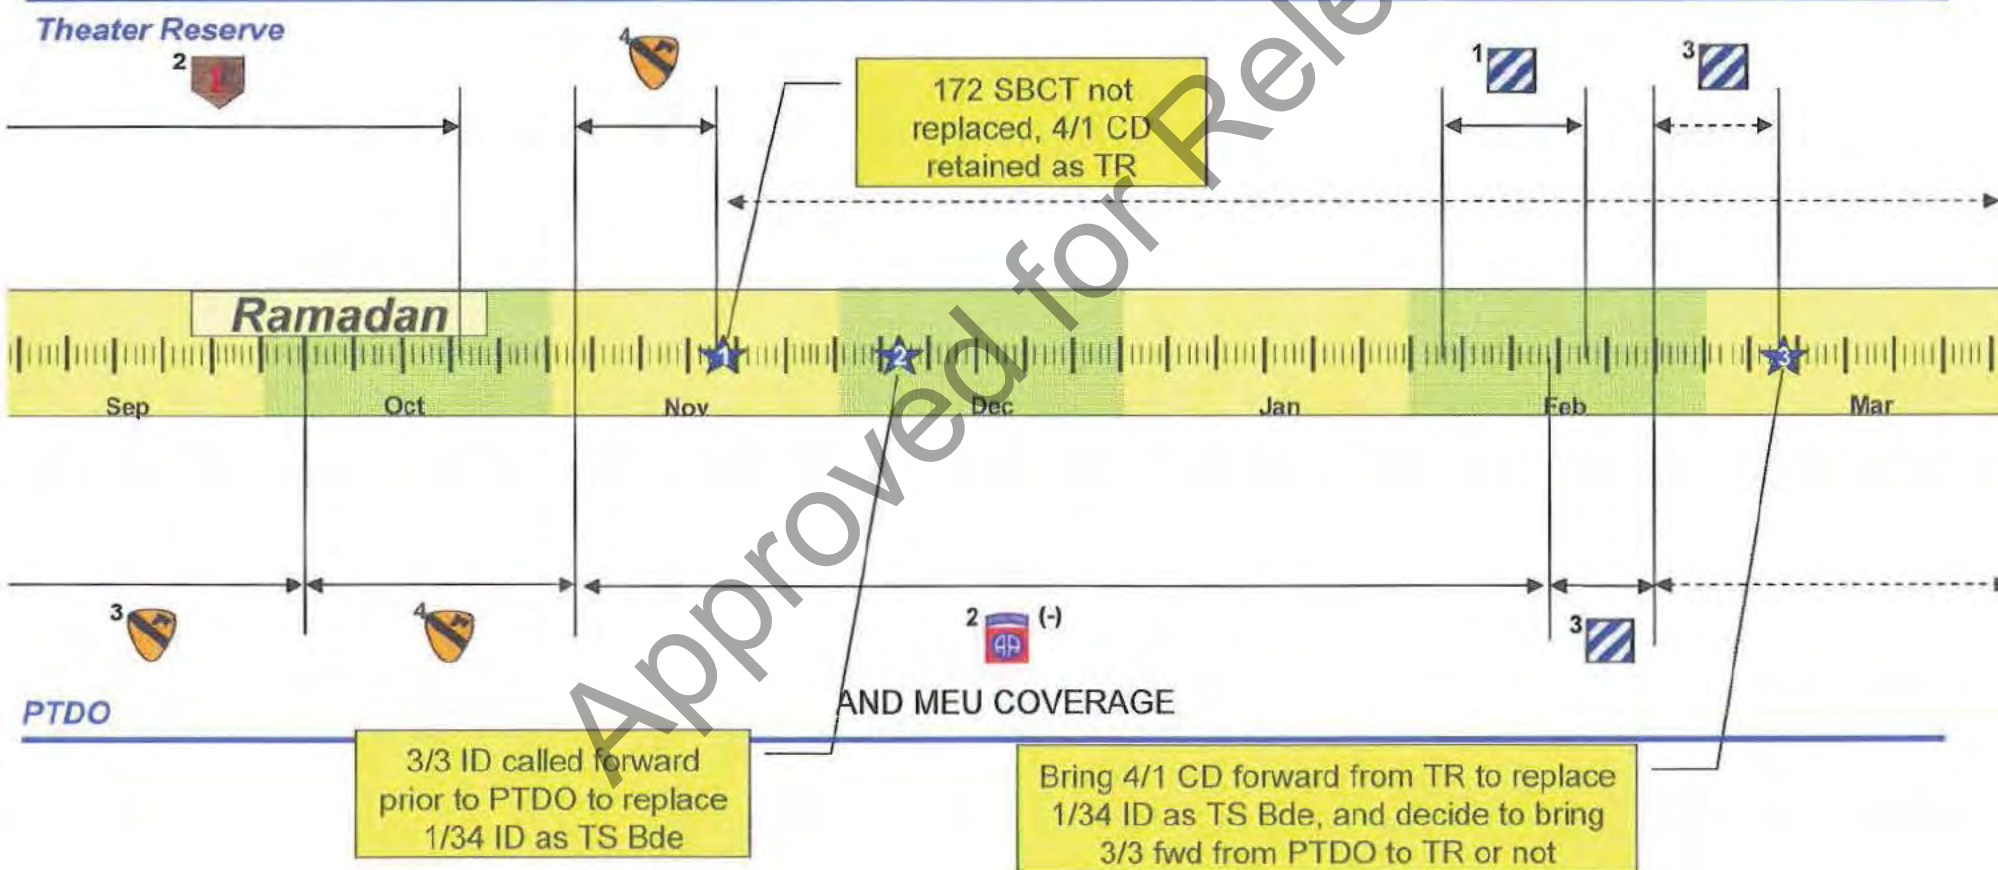 Theater Reserve
2
1
4
1
3
172 SBCT not
replaced, 4/1 CD
retained as TR
Ramadan
1
2
3
Sep
Oct
Nov
Dec
Jan
Feb
Mar
3
4
2
AA
(-)
3
AND MEU COVERAGE
PTDO
3/3 ID called forward
prior to PTDO to replace
1/34 ID as TS Bde
Bring 4/1 CD forward from TR to replace
1/34 ID as TS Bde, and decide to bring
3/3 fwd from PTDO to TR or not
Approved for Rele